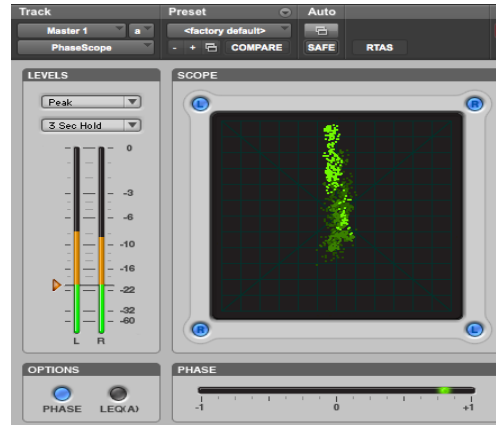 Track Preset Auto
Master 1 a <factory default>
PhaseScope - + COMPARE SAFE RTAS
LEVELS SCOPE
L R
Peak
3 Sec Hold
0
-3
-6
-10
-16
-22
-32
-60
L R
R L
OPTIONS PHASE
PHASE LEQ(A)
-1 0 +1